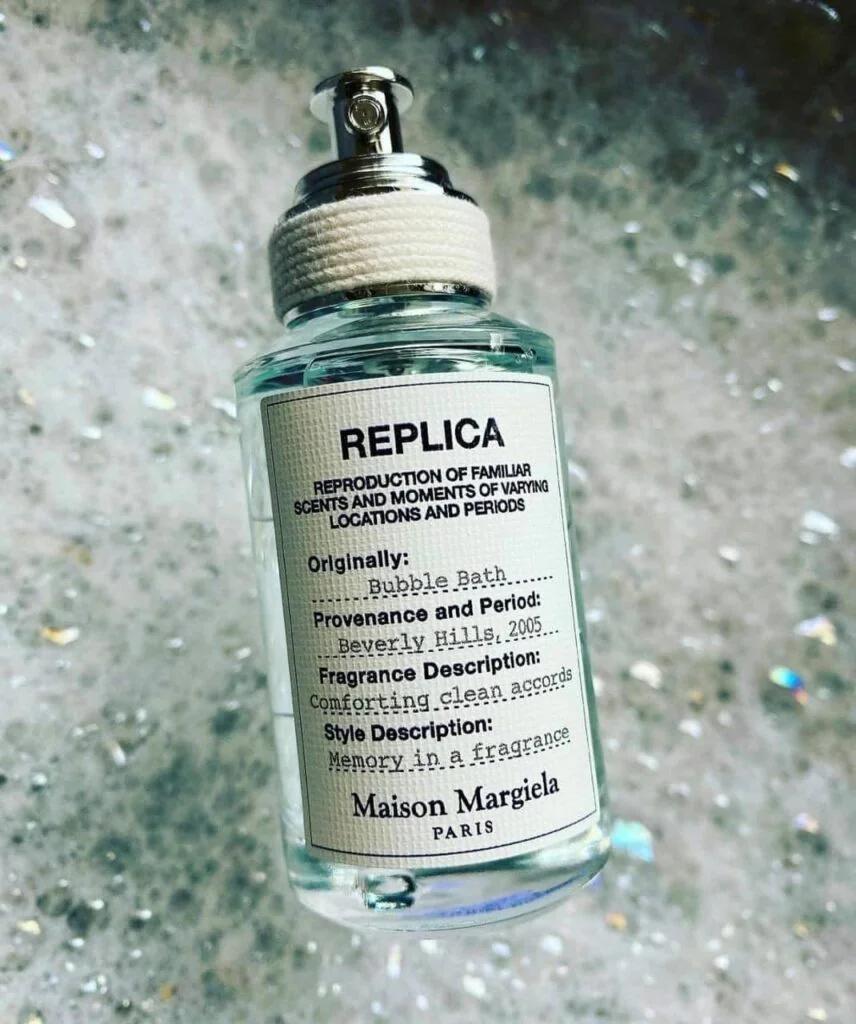 REPLICA
REPRODUCTION OF FAMILIAR
SCENTS AND MOMENTS OF VARYING
LOCATIONS AND PERIODS
Originally:
Bubble Bath
Provenance and Period:
Beverly Hills, 2005
Fragrance Description:
Comforting clean accords
Style Description:
Memory in a fragrance
Maison Margiela
PARIS